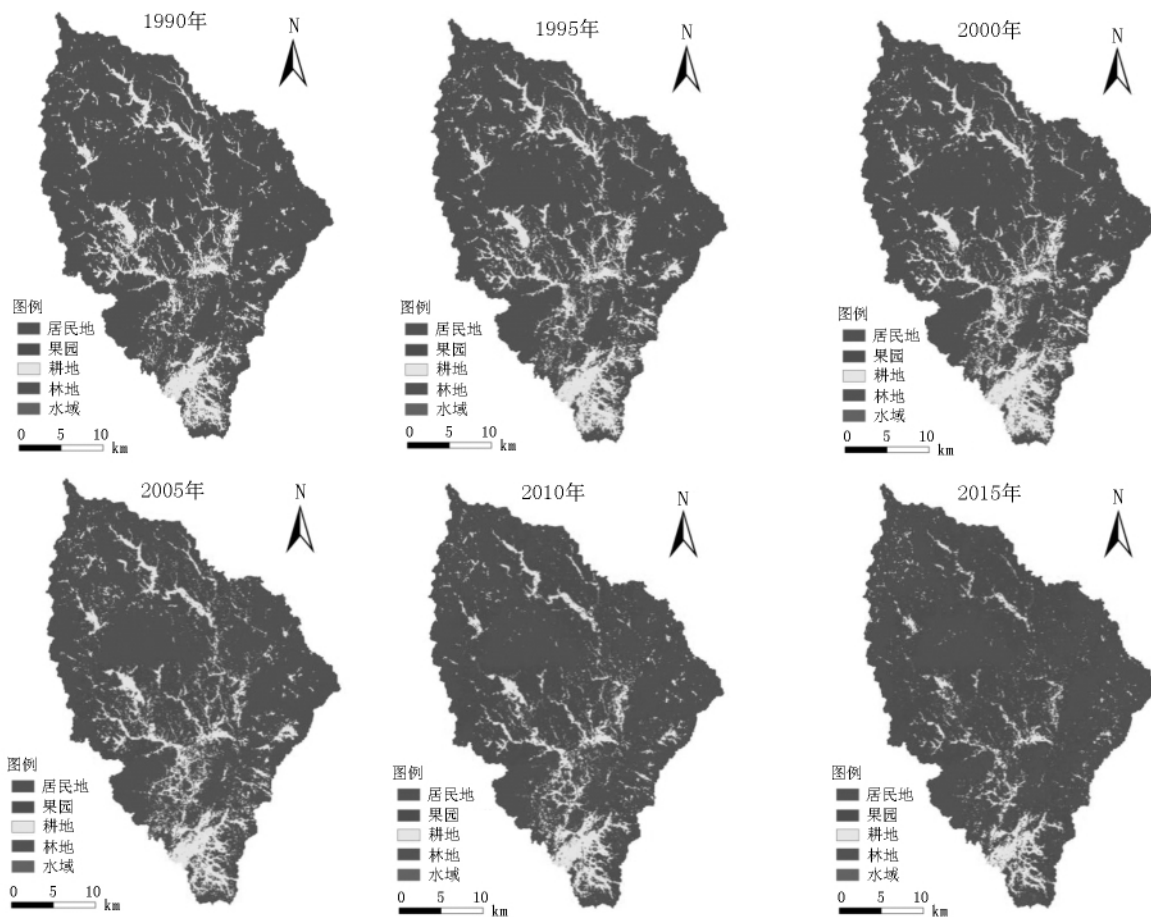 1990年
N
图例
居民地
果园
耕地
林地
水域
0 5 10
km
1995年
N
图例
居民地
果园
耕地
林地
水域
0 5 10
km
2000年
N
图例
居民地
果园
耕地
林地
水域
0 5 10
km
2005年
N
图例
居民地
果园
耕地
林地
水域
0 5 10
km
2010年
N
图例
居民地
果园
耕地
林地
水域
0 5 10
km
2015年
N
图例
居民地
果园
耕地
林地
水域
0 5 10
km